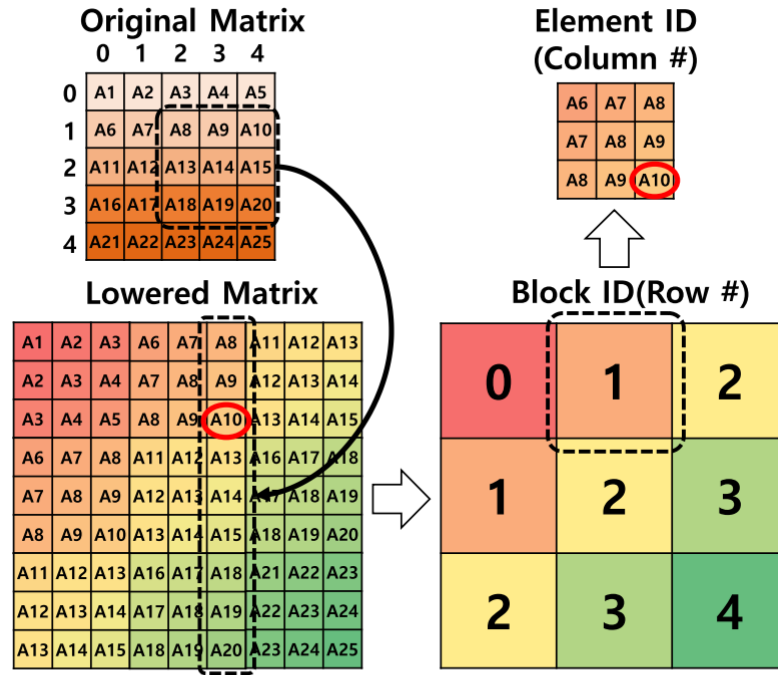 Original Matrix
0 1 2 3 4
0 A1 A2 A3 A4 A5
1 A6 A7 A8 A9 A10
2 A11 A12 A13 A14 A15
3 A16 A17 A18 A19 A20
4 A21 A22 A23 A24 A25
Element ID
(Column #)
A6 A7 A8
A7 A8 A9
A8 A9 A10
Lowered Matrix
A1 A2 A3 A6 A7 A8 A11 A12 A13
A2 A3 A4 A7 A8 A9 A12 A13 A14
A3 A4 A5 A8 A9 A10 A13 A14 A15
A6 A7 A8 A11 A12 A13 A16 A17 A18
A7 A8 A9 A12 A13 A14 A17 A18 A19
A8 A9 A10 A13 A14 A15 A18 A19 A20
A11 A12 A13 A16 A17 A18 A21 A22 A23
A12 A13 A14 A17 A18 A19 A22 A23 A24
A13 A14 A15 A18 A19 A20 A23 A24 A25
Block ID(Row #)
0 1 2
1 2 3
2 3 4